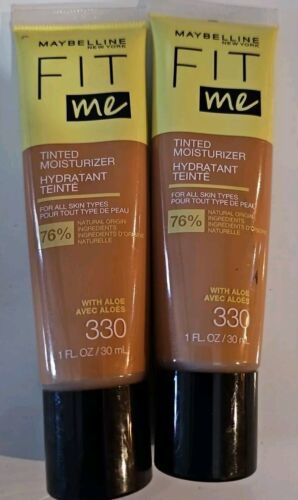 MAYBELLINE
NEW YORK
FIT
me
TINTED
MOISTURIZER
HYDRATANT
TEINTÉ
FOR ALL SKIN TYPES
POUR TOUT TYPE DE PEAU
76%
NATURAL ORIGIN
INGREDIENTS
INGRÉDIENTS D'ORIGINE
NATURELLE
WITH ALOE
AVEC ALOÈS
330
1 FL. OZ / 30 mL
MAYBELLINE
NEW YORK
FIT
me
TINTED
MOISTURIZER
HYDRATANT
TEINTÉ
FOR ALL SKIN TYPES
POUR TOUT TYPE DE PEAU
76%
NATURAL ORIGIN
INGREDIENTS
INGRÉDIENTS D'ORIGINE
NATURELLE
WITH ALOE
AVEC ALOÈS
330
1 FL. OZ / 30 mL